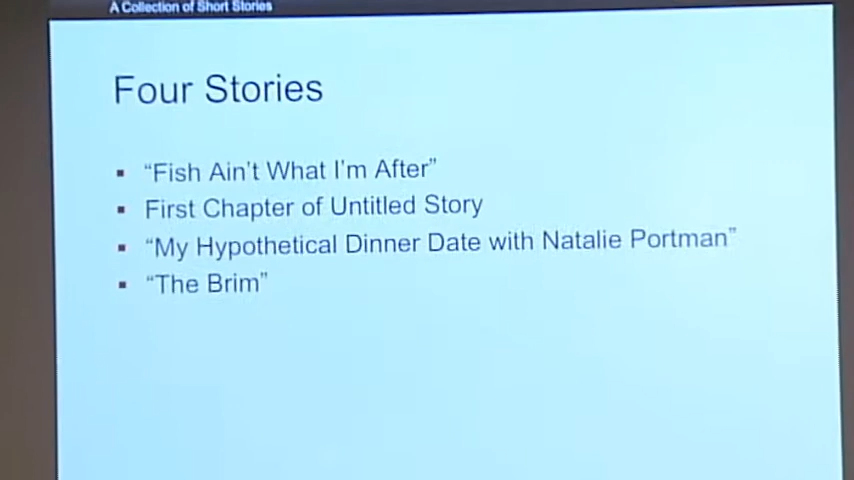 A Collection of Short Stories
Four Stories
▪ “Fish Ain’t What I’m After”
▪ First Chapter of Untitled Story
▪ “My Hypothetical Dinner Date with Natalie Portman”
▪ “The Brim”